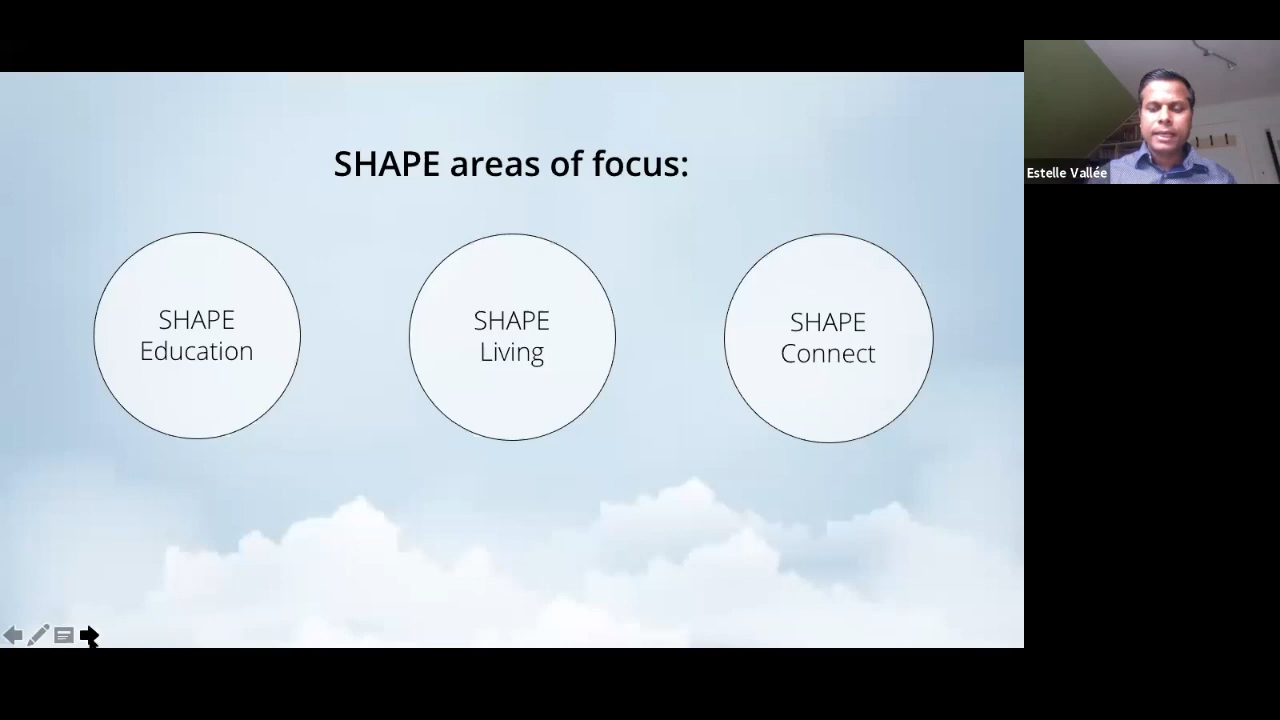 SHAPE areas of focus:
SHAPE
Education
SHAPE
Living
SHAPE
Connect
Estelle Vallée